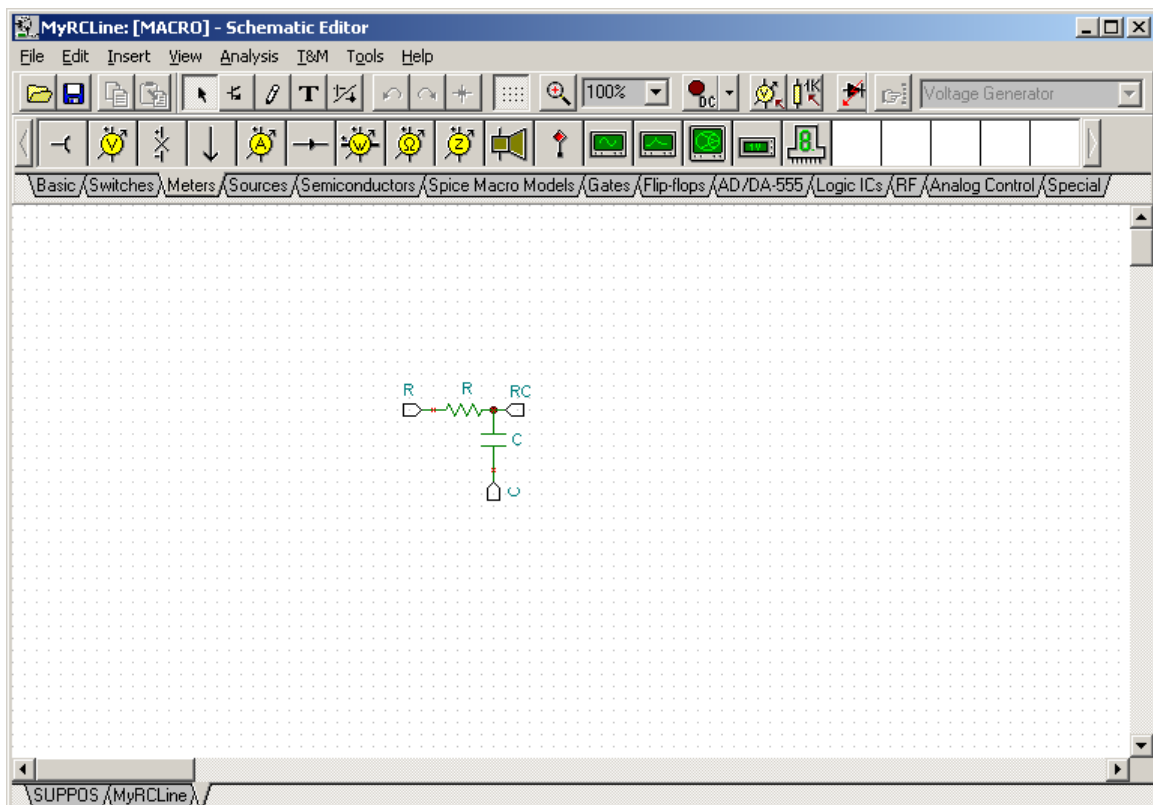 MyRCLine: [MACRO] - Schematic Editor
File Edit Insert View Analysis T&M Tools Help
T 100% DC V 1K Voltage Generator
V A W Ω Z 1V 8.
Basic Switches Meters Sources Semiconductors Spice Macro Models Gates Flip-flops AD/DA-555 Logic ICs RF Analog Control Special
R R RC
C
C
SUPPOS MyRCLine